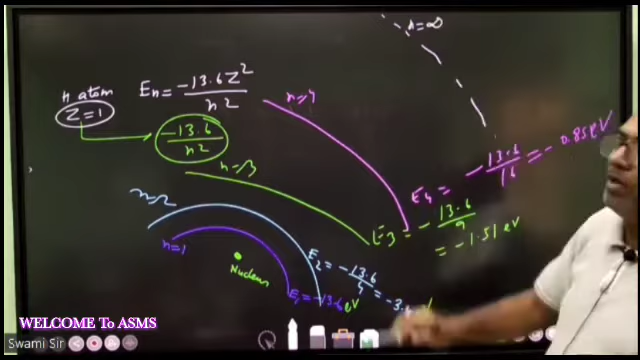 n=∞
H atom
Z=1
En = -13.6Z²/n²
-13.6/n²
n=4
n=3
n=2
n=1
Nucleus
E4 = -13.6/16 = -0.85eV
E3 = -13.6/9
= -1.51 eV
E2 = -13.6/4 = -3.
E1 = -13.6eV
WELCOME To ASMS
Swami Sir